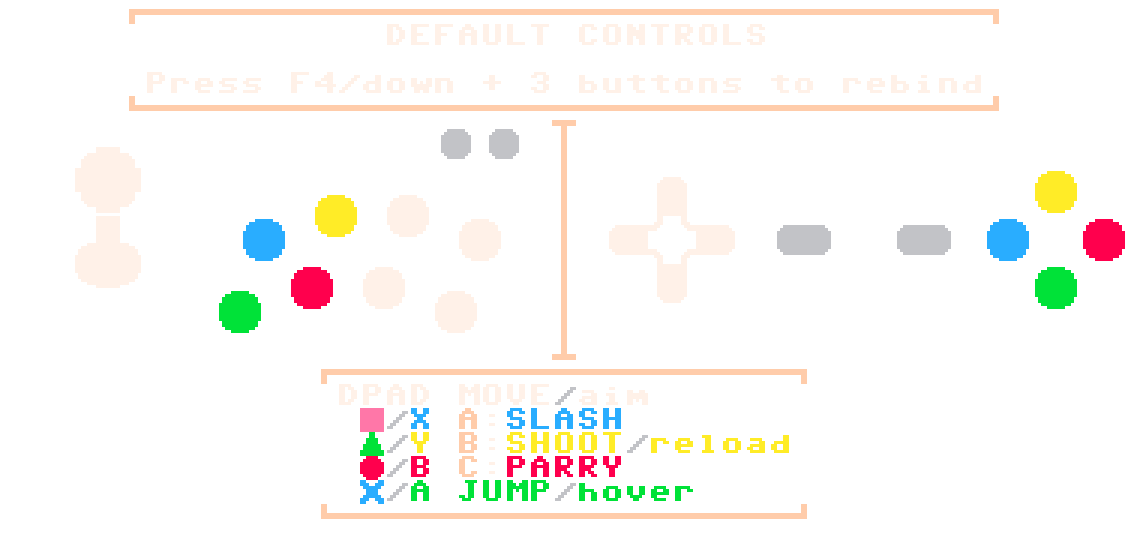 DEFAULT CONTROLS
Press F4/down + 3 buttons to rebind
DPAD MOVE/aim
■/X A:SLASH
▲/Y B:SHOOT/reload
●/B C:PARRY
X/A JUMP/hover